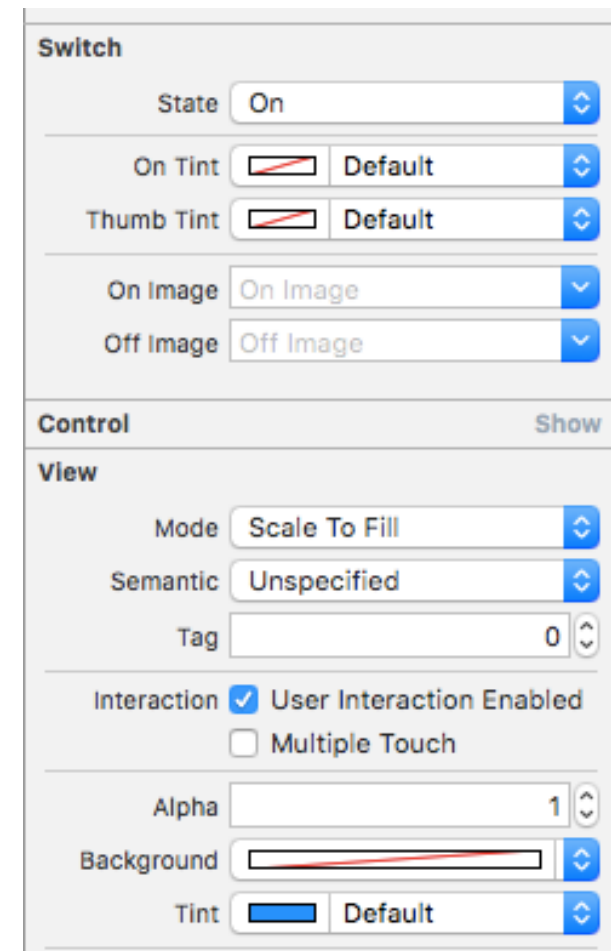 Switch
State On
On Tint Default
Thumb Tint Default
On Image On Image
Off Image Off Image
Control Show
View
Mode Scale To Fill
Semantic Unspecified
Tag 0
Interaction User Interaction Enabled
Multiple Touch
Alpha 1
Background
Tint Default